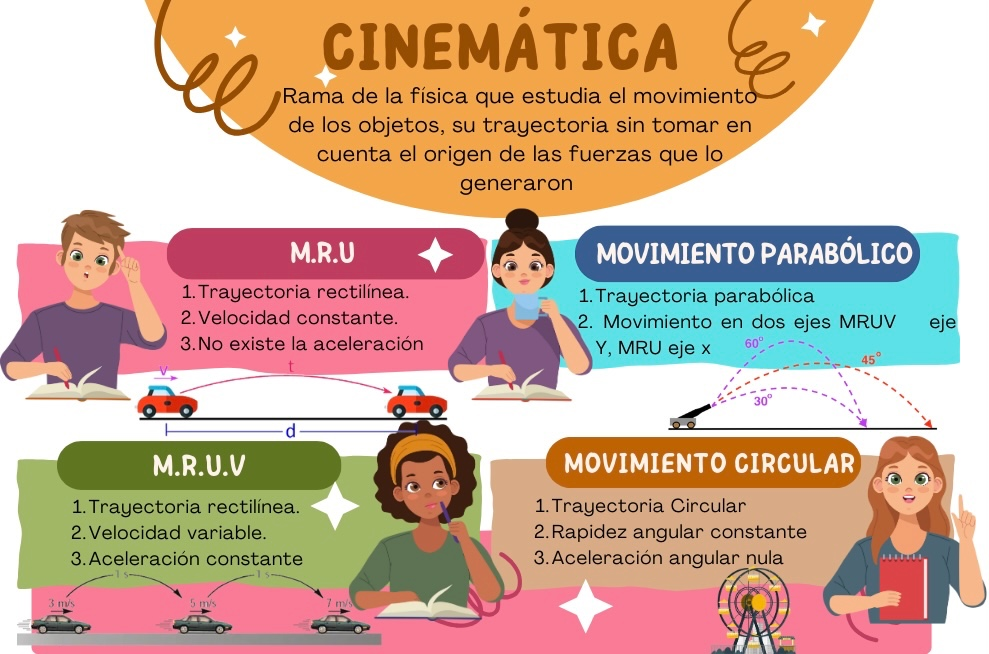 CINEMÁTICA
Rama de la física que estudia el movimiento
de los objetos, su trayectoria sin tomar en
cuenta el origen de las fuerzas que lo
generaron
M.R.U
1.Trayectoria rectilínea.
2.Velocidad constante.
3.No existe la aceleración
v
t
d
MOVIMIENTO PARABÓLICO
1.Trayectoria parabólica
2. Movimiento en dos ejes MRUV eje
Y, MRU eje x
60°
45°
30°
M.R.U.V
1.Trayectoria rectilínea.
2.Velocidad variable.
3.Aceleración constante
1 s
1 s
3 m/s
5 m/s
7 m/s
MOVIMIENTO CIRCULAR
1.Trayectoria Circular
2.Rapidez angular constante
3.Aceleración angular nula